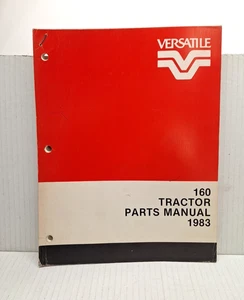 VERSATILE
160
TRACTOR
PARTS MANUAL
1983